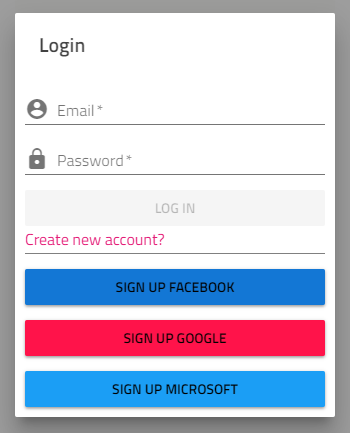 Login
Email *
Password *
LOG IN
Create new account?
SIGN UP FACEBOOK
SIGN UP GOOGLE
SIGN UP MICROSOFT